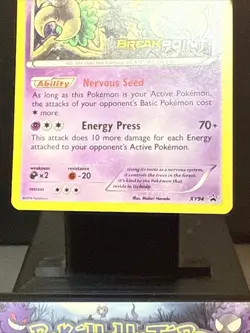 BREAKPOINT
Ability Nervous Seed
As long as this Pokémon is your Active Pokémon,
the attacks of your opponent's Basic Pokémon cost
more.
Energy Press 70+
This attack does 10 more damage for each Energy
attached to your opponent's Active Pokémon.
weakness ×2
resistance -20
retreat
Using its roots as a nervous system,
it controls the trees in the forest.
It's kind to the Pokémon that
reside in its body.
Illus. Midori Harada
XY94